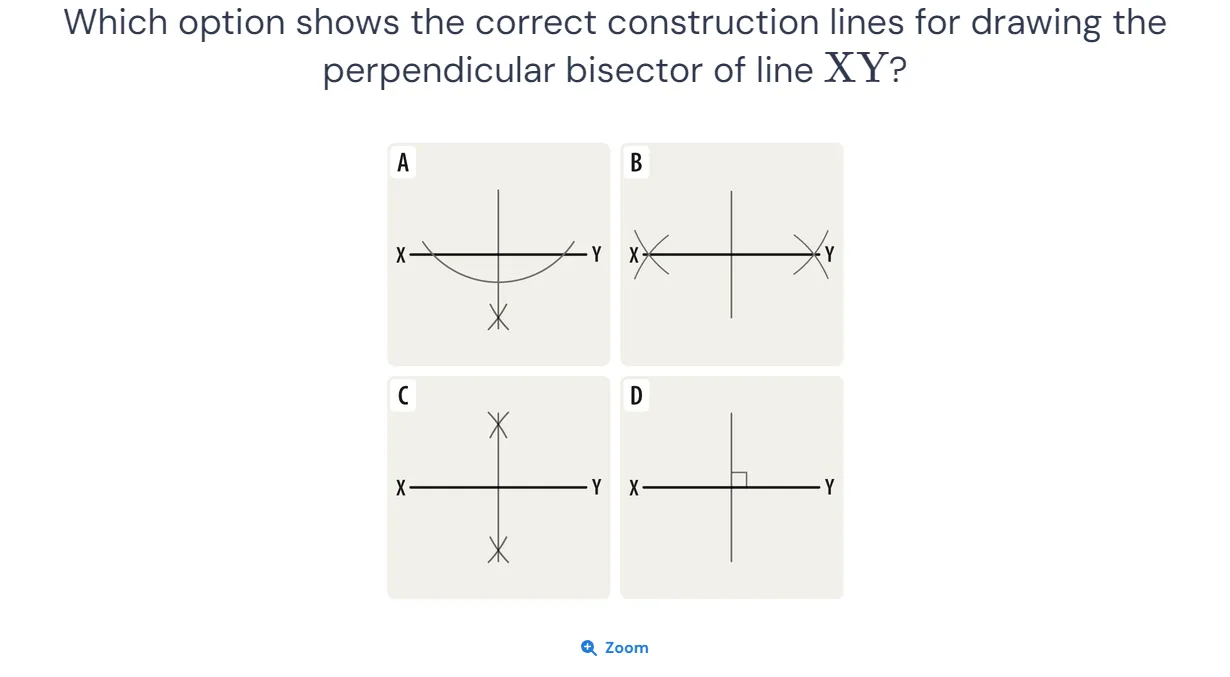 Which option shows the correct construction lines for drawing the
perpendicular bisector of line XY?
A
B
X
Y
X
Y
C
D
X
Y
X
Y
Zoom